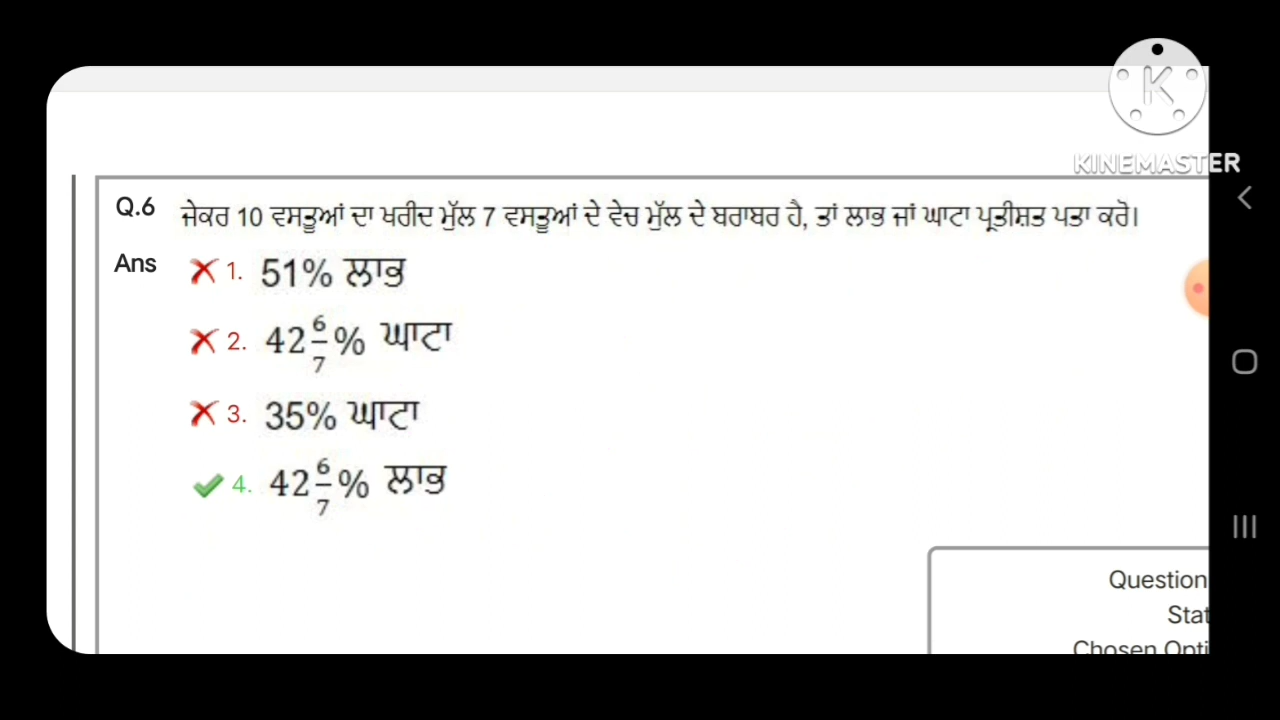 KINEMASTER
Q.6 ਜੇਕਰ 10 ਵਸਤੂਆਂ ਦਾ ਖਰੀਦ ਮੁੱਲ 7 ਵਸਤੂਆਂ ਦੇ ਵੇਚ ਮੁੱਲ ਦੇ ਬਰਾਬਰ ਹੈ, ਤਾਂ ਲਾਭ ਜਾਂ ਘਾਟਾ ਪ੍ਰਤੀਸ਼ਤ ਪਤਾ ਕਰੋ।
Ans 1. 51% ਲਾਭ
2. 42 6/7 % ਘਾਟਾ
3. 35% ਘਾਟਾ
4. 42 6/7 % ਲਾਭ
Question
Stat
Chosen Opti